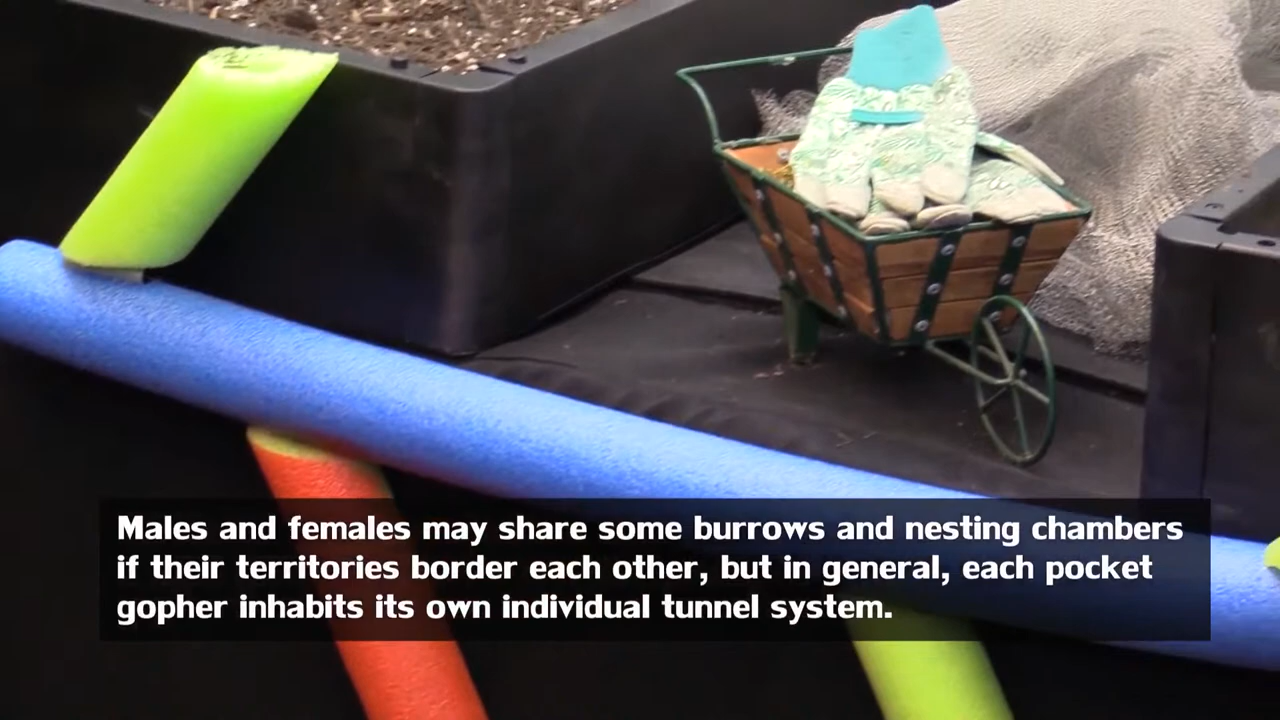 Males and females may share some burrows and nesting chambers
if their territories border each other, but in general, each pocket
gopher inhabits its own individual tunnel system.